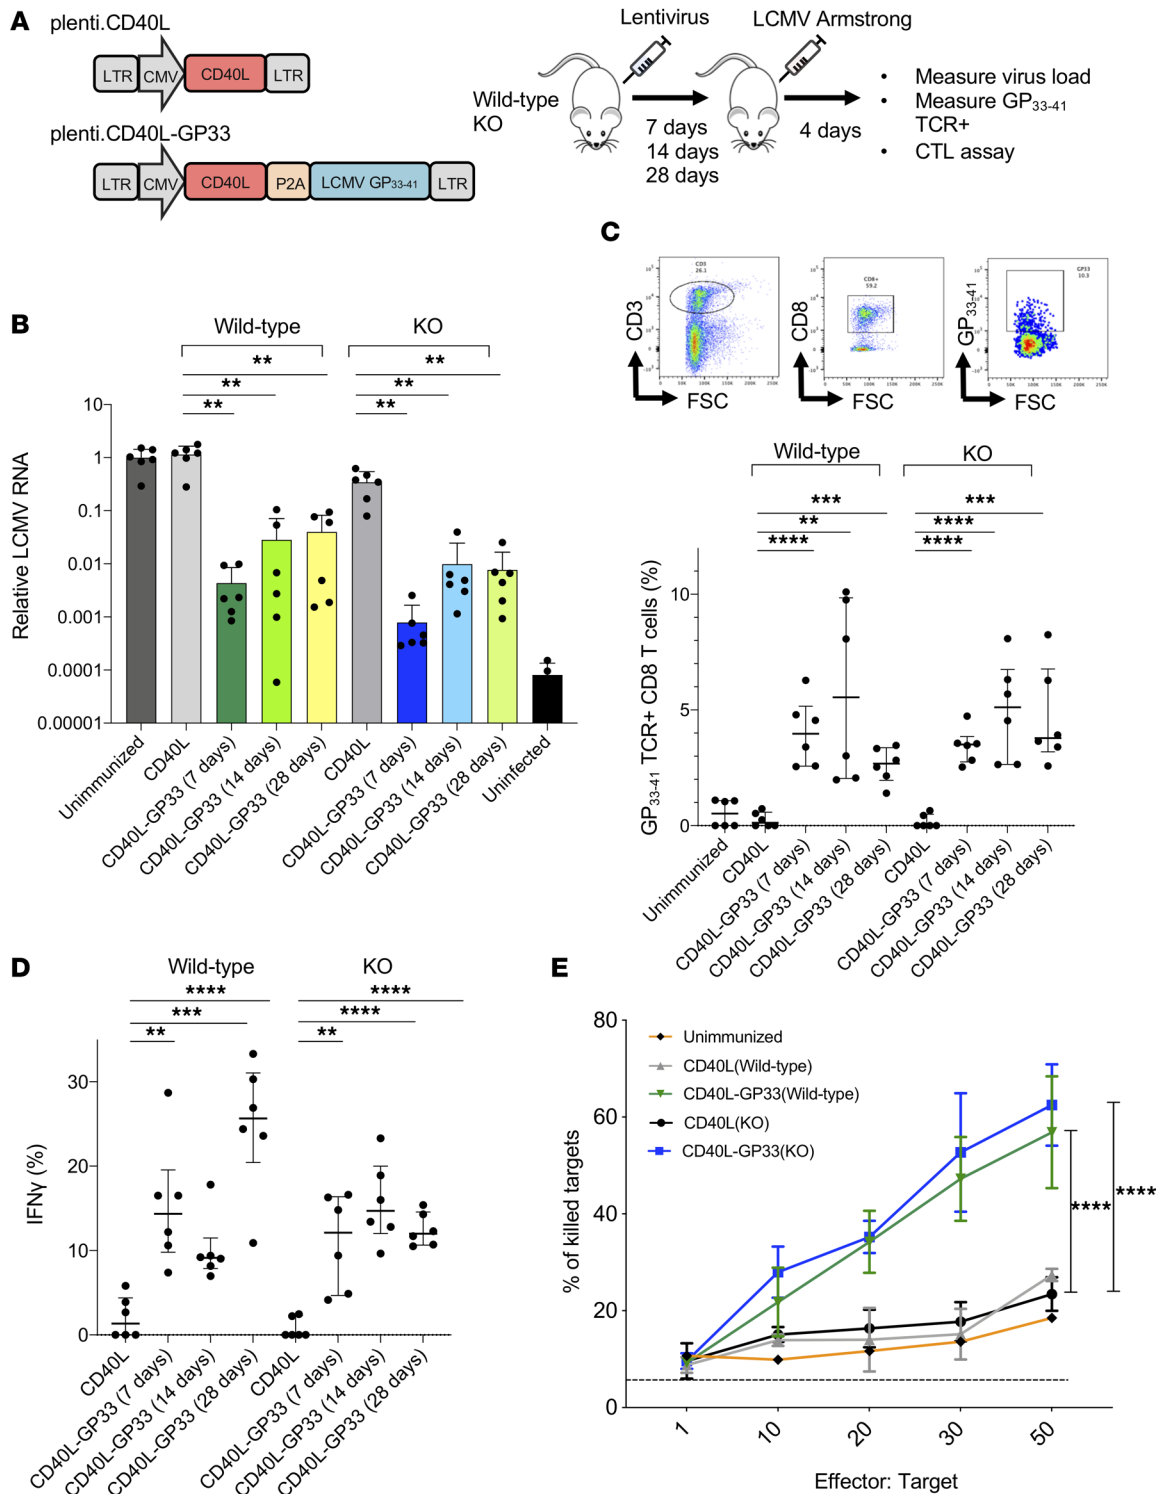 A
plenti.CD40L
LTR CMV CD40L LTR
plenti.CD40L-GP33
LTR CMV CD40L P2A LCMV GP33-41 LTR
Lentivirus
LCMV Armstrong
Wild-type
KO
7 days
14 days
28 days
4 days
• Measure virus load
• Measure GP33-41
TCR+
• CTL assay
B
Wild-type KO
** **
** **
** **
Relative LCMV RNA
10
1
0.1
0.01
0.001
0.0001
0.00001
Unimmunized
CD40L
CD40L-GP33 (7 days)
CD40L-GP33 (14 days)
CD40L-GP33 (28 days)
CD40L
CD40L-GP33 (7 days)
CD40L-GP33 (14 days)
CD40L-GP33 (28 days)
Uninfected
C
CD3
26.1
CD3
FSC
CD8+
59.2
CD8
FSC
GP33
10.3
GP33-41
FSC
Wild-type KO
*** ***
** ****
**** ****
GP33-41 TCR+ CD8 T cells (%)
10
5
0
Unimmunized
CD40L
CD40L-GP33 (7 days)
CD40L-GP33 (14 days)
CD40L-GP33 (28 days)
CD40L
CD40L-GP33 (7 days)
CD40L-GP33 (14 days)
CD40L-GP33 (28 days)
D
Wild-type KO
**** ****
*** ****
** **
IFNγ (%)
30
20
10
0
CD40L
CD40L-GP33 (7 days)
CD40L-GP33 (14 days)
CD40L-GP33 (28 days)
CD40L
CD40L-GP33 (7 days)
CD40L-GP33 (14 days)
CD40L-GP33 (28 days)
E
% of killed targets
80
60
40
20
0
Unimmunized
CD40L(Wild-type)
CD40L-GP33(Wild-type)
CD40L(KO)
CD40L-GP33(KO)
**** ****
1 10 20 30 50
Effector: Target